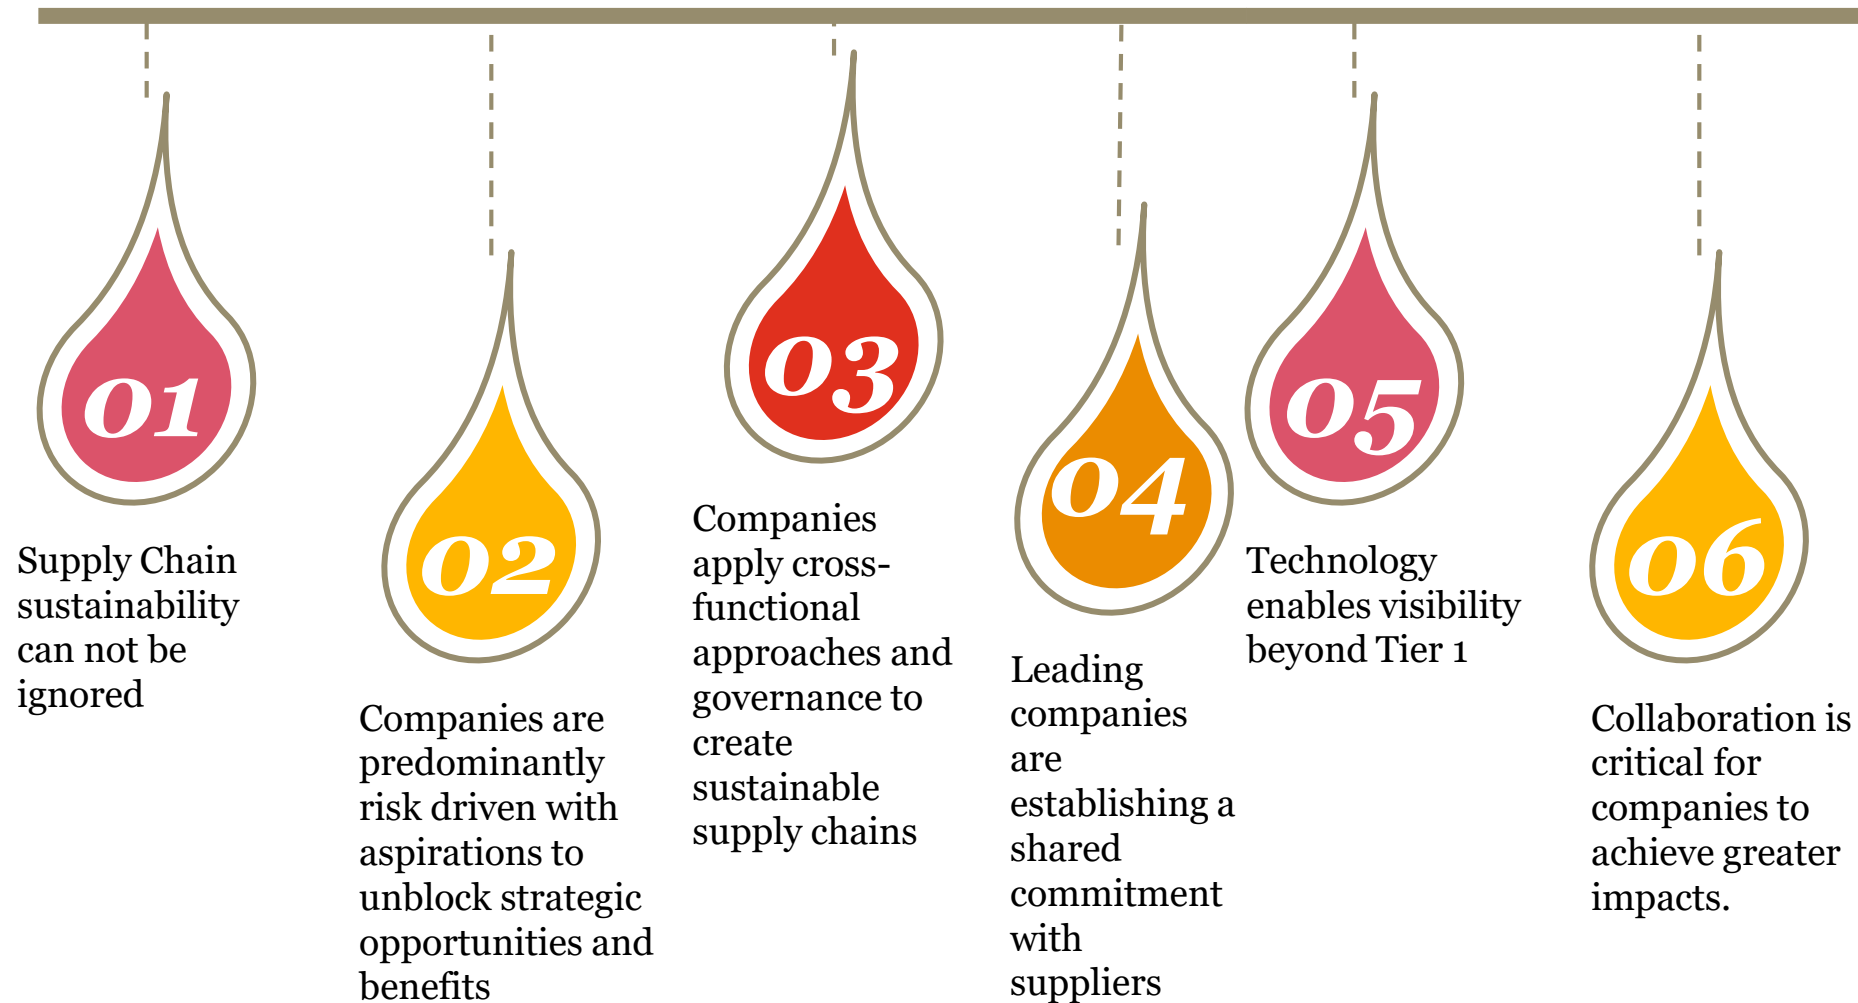 01
Supply Chain
sustainability
can not be
ignored
02
Companies are
predominantly
risk driven with
aspirations to
unblock strategic
opportunities and
benefits
03
Companies
apply cross-
functional
approaches and
governance to
create
sustainable
supply chains
04
Leading
companies
are
establishing a
shared
commitment
with
suppliers
05
Technology
enables visibility
beyond Tier 1
06
Collaboration is
critical for
companies to
achieve greater
impacts.